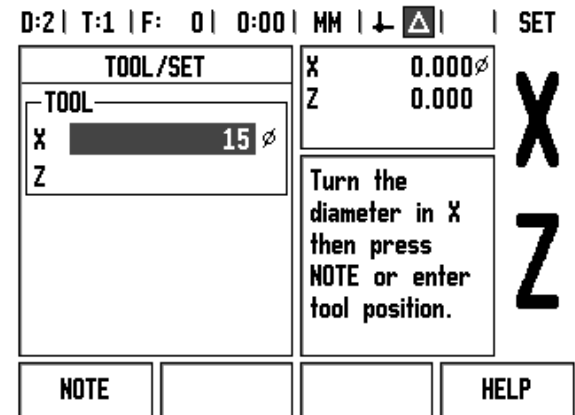 D:2| T:1 |F: 0| 0:00| MM | Δ| | SET
TOOL/SET
TOOL
X 15 ⌀
Z
X 0.000⌀
Z 0.000
Turn the
diameter in X
then press
NOTE or enter
tool position.
X
Z
NOTE
HELP